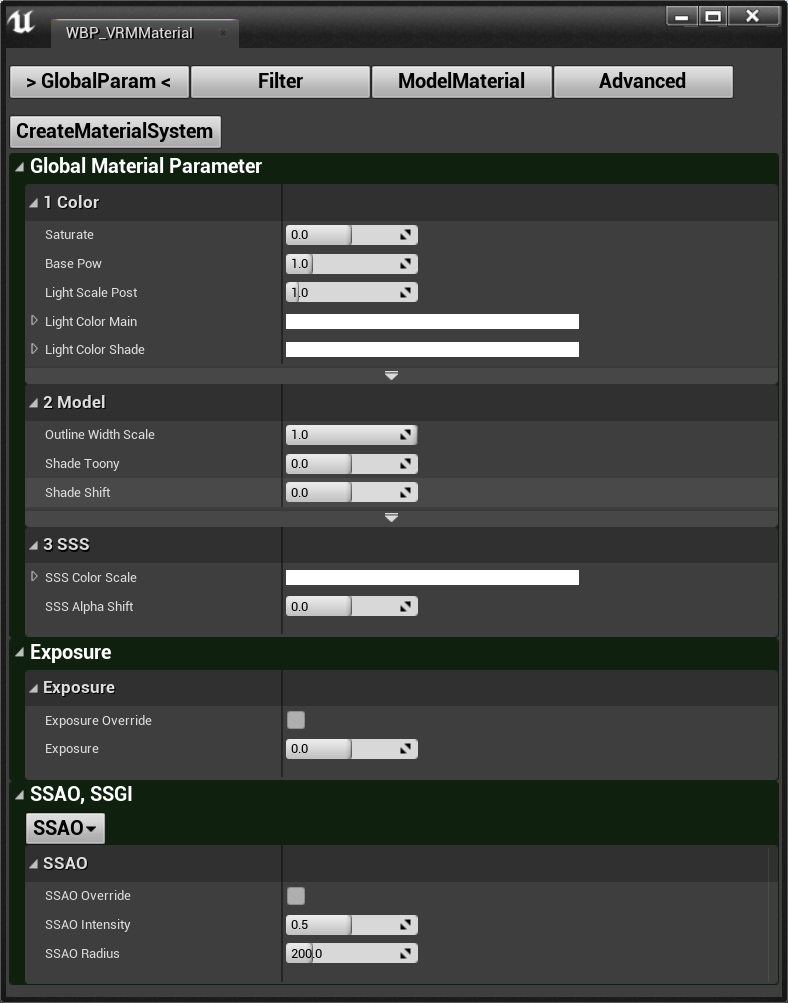 WBP_VRMMaterial
> GlobalParam < Filter ModelMaterial Advanced
CreateMaterialSystem
Global Material Parameter
1 Color
Saturate 0.0
Base Pow 1.0
Light Scale Post 1.0
Light Color Main
Light Color Shade
2 Model
Outline Width Scale 1.0
Shade Toony 0.0
Shade Shift 0.0
3 SSS
SSS Color Scale
SSS Alpha Shift 0.0
Exposure
Exposure
Exposure Override
Exposure 0.0
SSAO, SSGI
SSAO
SSAO
SSAO Override
SSAO Intensity 0.5
SSAO Radius 200.0